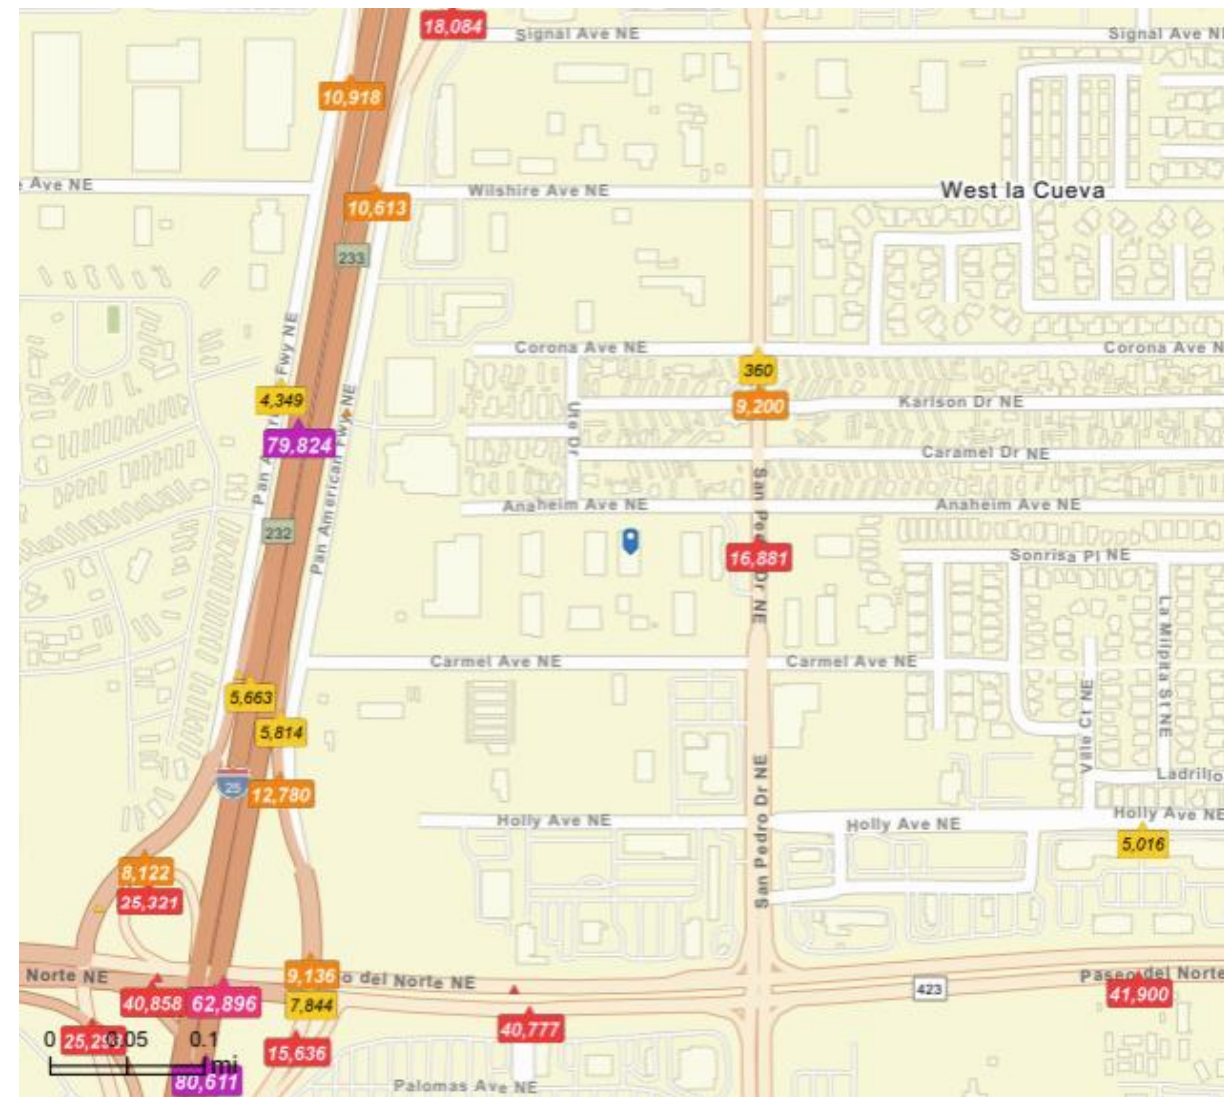 18,084
Signal Ave NE
Signal Ave NE
10,918
e Ave NE
Wilshire Ave NE
West la Cueva
10,613
233
Fwy NE
Corona Ave NE
Corona Ave N
360
4,349
9,200
Karlson Dr NE
Ute Dr
79,824
Pan American Fwy NE
Caramel Dr NE
Anaheim Ave NE
Anaheim Ave NE
232
San Pe
16,881
Dr NE
Sonrisa Pl NE
La Milpita St NE
Carmel Ave NE
Carmel Ave NE
5,663
5,814
Ville Ct NE
25
12,780
San Pedro Dr NE
Ladrillo
Holly Ave NE
Holly Ave NE
Holly Ave NE
5,016
8,122
25,321
Norte NE
9,136
o del Norte NE
423
Paseo del Norte
40,858
62,896
7,844
41,900
40,777
0
0.05
0.1
mi
15,636
80,611
Palomas Ave NE